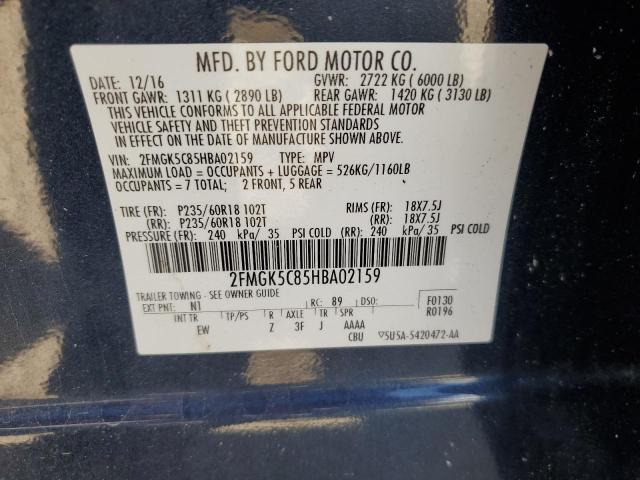 MFD. BY FORD MOTOR CO.
DATE: 12/16 GVWR: 2722 KG ( 6000 LB)
FRONT GAWR: 1311 KG ( 2890 LB) REAR GAWR: 1420 KG ( 3130 LB)
THIS VEHICLE CONFORMS TO ALL APPLICABLE FEDERAL MOTOR
VEHICLE SAFETY AND THEFT PREVENTION STANDARDS
IN EFFECT ON THE DATE OF MANUFACTURE SHOWN ABOVE.
VIN: 2FMGK5C85HBA02159 TYPE: MPV
MAXIMUM LOAD = OCCUPANTS + LUGGAGE = 526KG/1160LB
OCCUPANTS = 7 TOTAL; 2 FRONT, 5 REAR
TIRE (FR): P235/60R18 102T RIMS (FR): 18X7.5J
(RR): P235/60R18 102T (RR): 18X7.5J
PRESSURE (FR): 240 kPa/ 35 PSI COLD (RR): 240 kPa/ 35 PSI COLD
2FMGK5C85HBA02159
TRAILER TOWING - SEE OWNER GUIDE
EXT PNT: N1 RC: 89 DSO: F0130
INT TR TP/PS R AXLE TR SPR R0196
EW Z 3F J AAAA
CBU ▽5U5A-5420472-AA